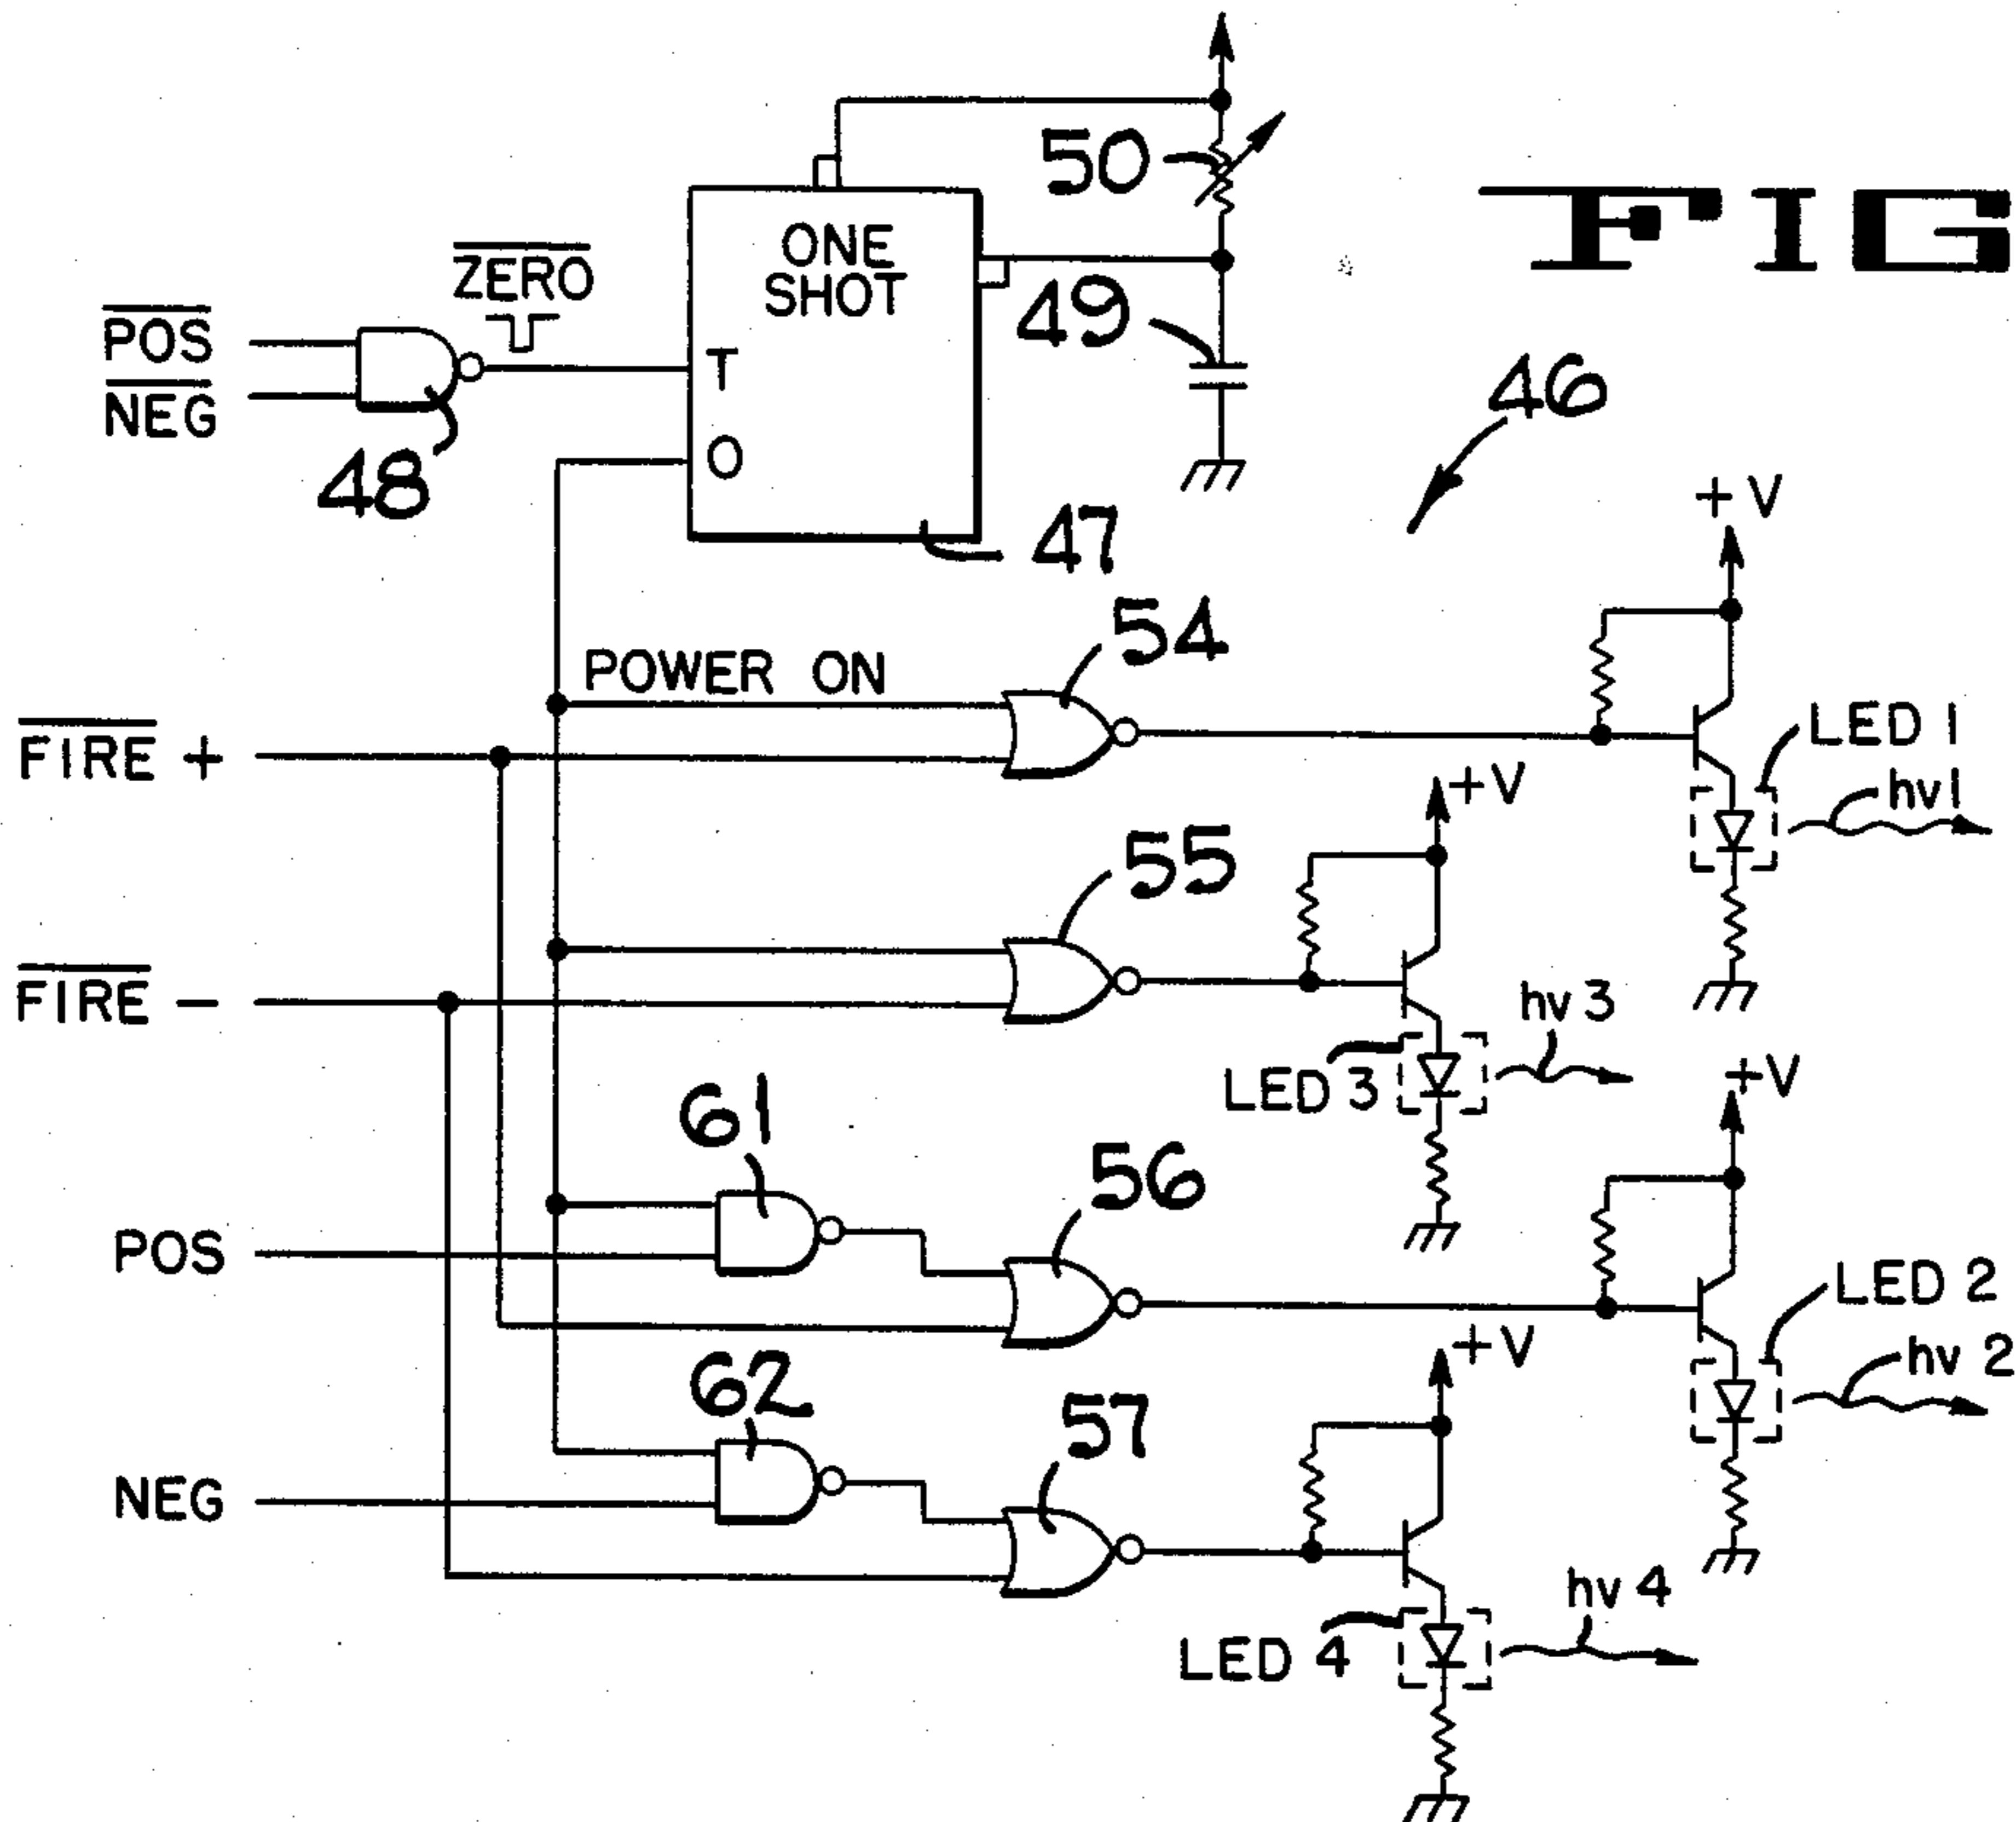 FIG
50
ONE
SHOT
ZERO
POS
NEG
49
T
O
48
47
46
+V
54
POWER ON
FIRE +
LED 1
hv1
+V
55
FIRE -
hv 3
LED 3
+V
61
56
POS
LED 2
hv 2
+V
62
57
NEG
hv 4
LED 4